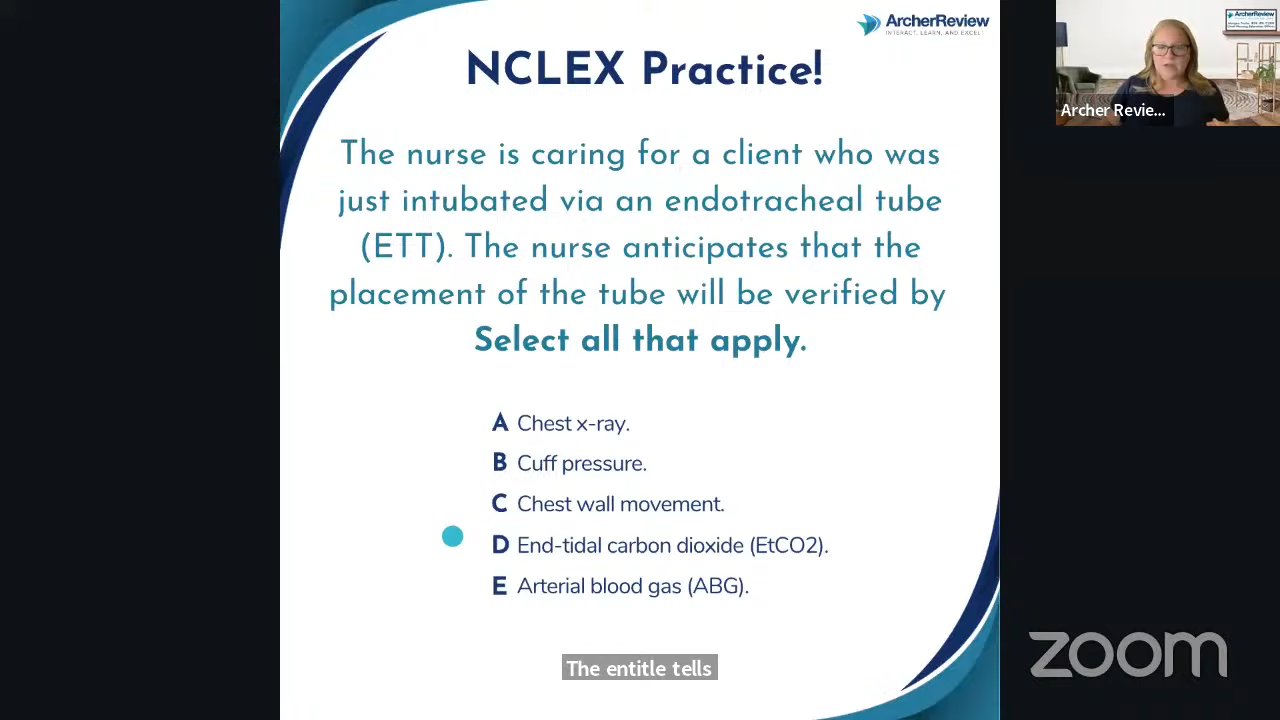 ArcherReview
INTERACT, LEARN, AND EXCEL!
NCLEX Practice!
The nurse is caring for a client who was
just intubated via an endotracheal tube
(ETT). The nurse anticipates that the
placement of the tube will be verified by
Select all that apply.
A Chest x-ray.
B Cuff pressure.
C Chest wall movement.
D End-tidal carbon dioxide (EtCO2).
E Arterial blood gas (ABG).
The entitle tells
ArcherReview
Archer Revie...
zoom